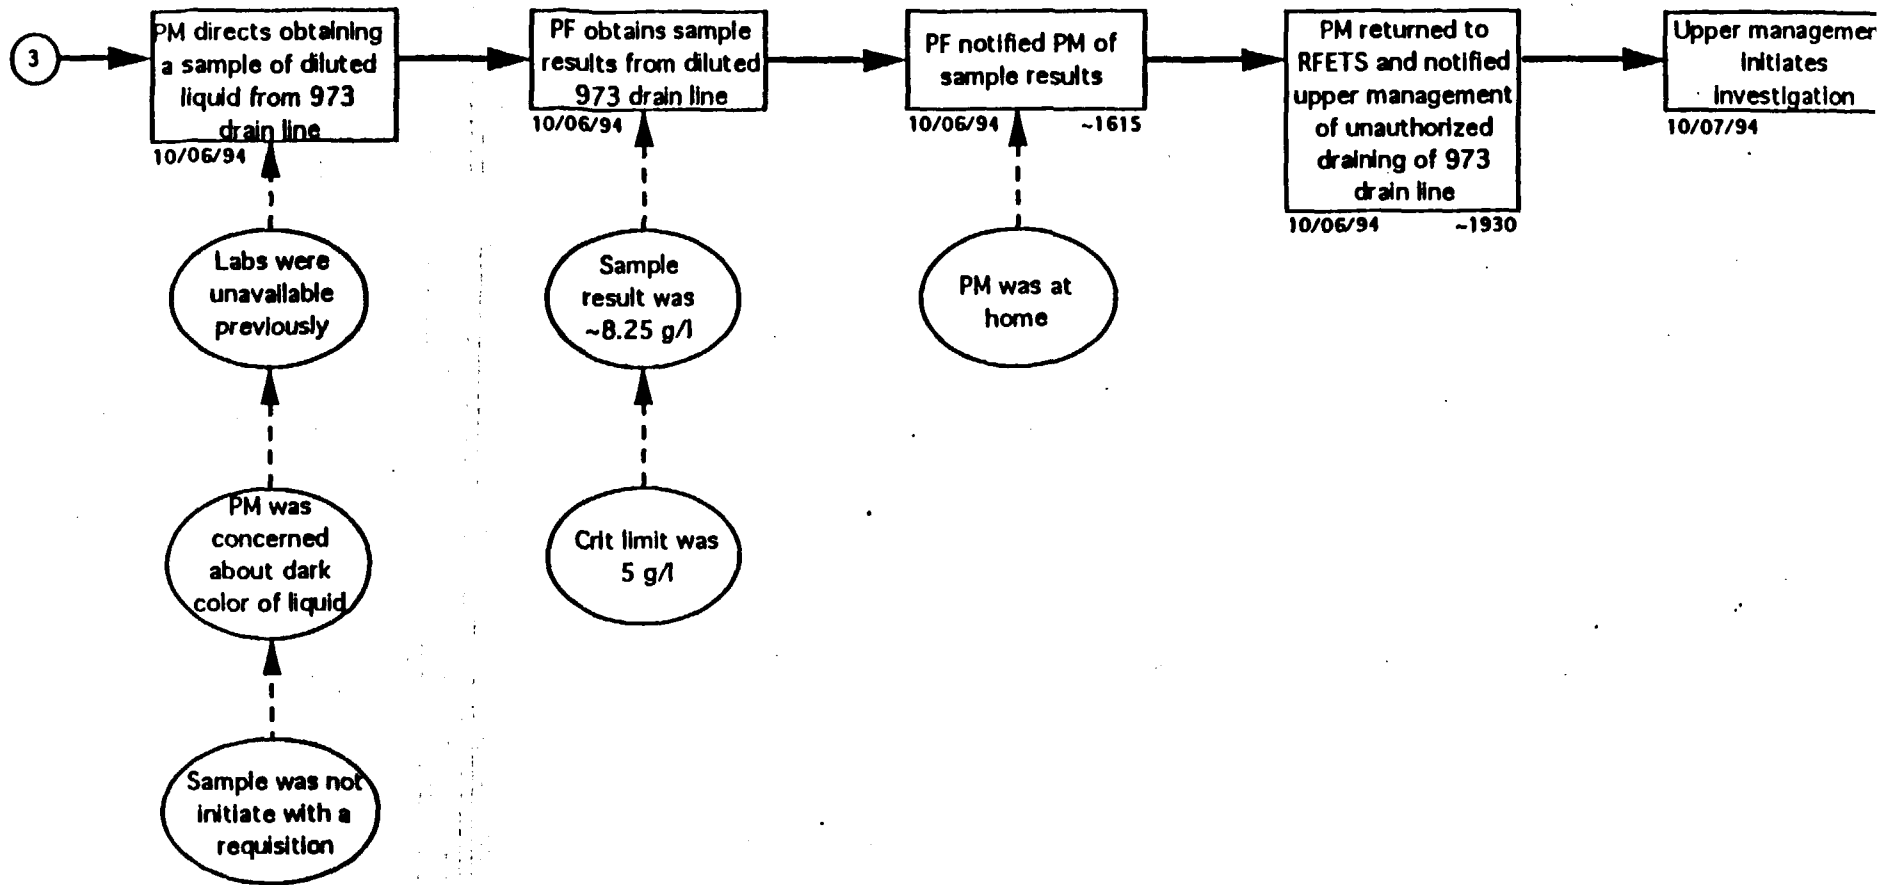 3
PM directs obtaining
a sample of diluted
liquid from 973
drain line
10/06/94
PF obtains sample
results from diluted
973 drain line
10/06/94
PF notified PM of
sample results
10/06/94 ~1615
PM returned to
RFETS and notified
upper management
of unauthorized
draining of 973
drain line
10/06/94 ~1930
Upper managemen
initiates
investigation
10/07/94
Labs were
unavailable
previously
PM was
concerned
about dark
color of liquid
Sample was not
initiate with a
requisition
Sample
result was
~8.25 g/l
Crit limit was
5 g/l
PM was at
home